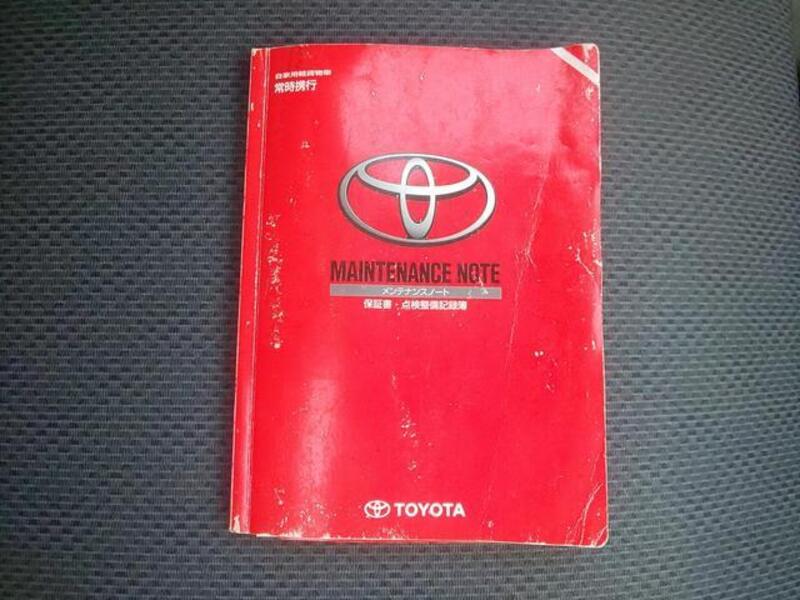 自家用軽貨物車
常時携行
MAINTENANCE NOTE
メンテナンスノート
保証書・点検整備記録簿
TOYOTA